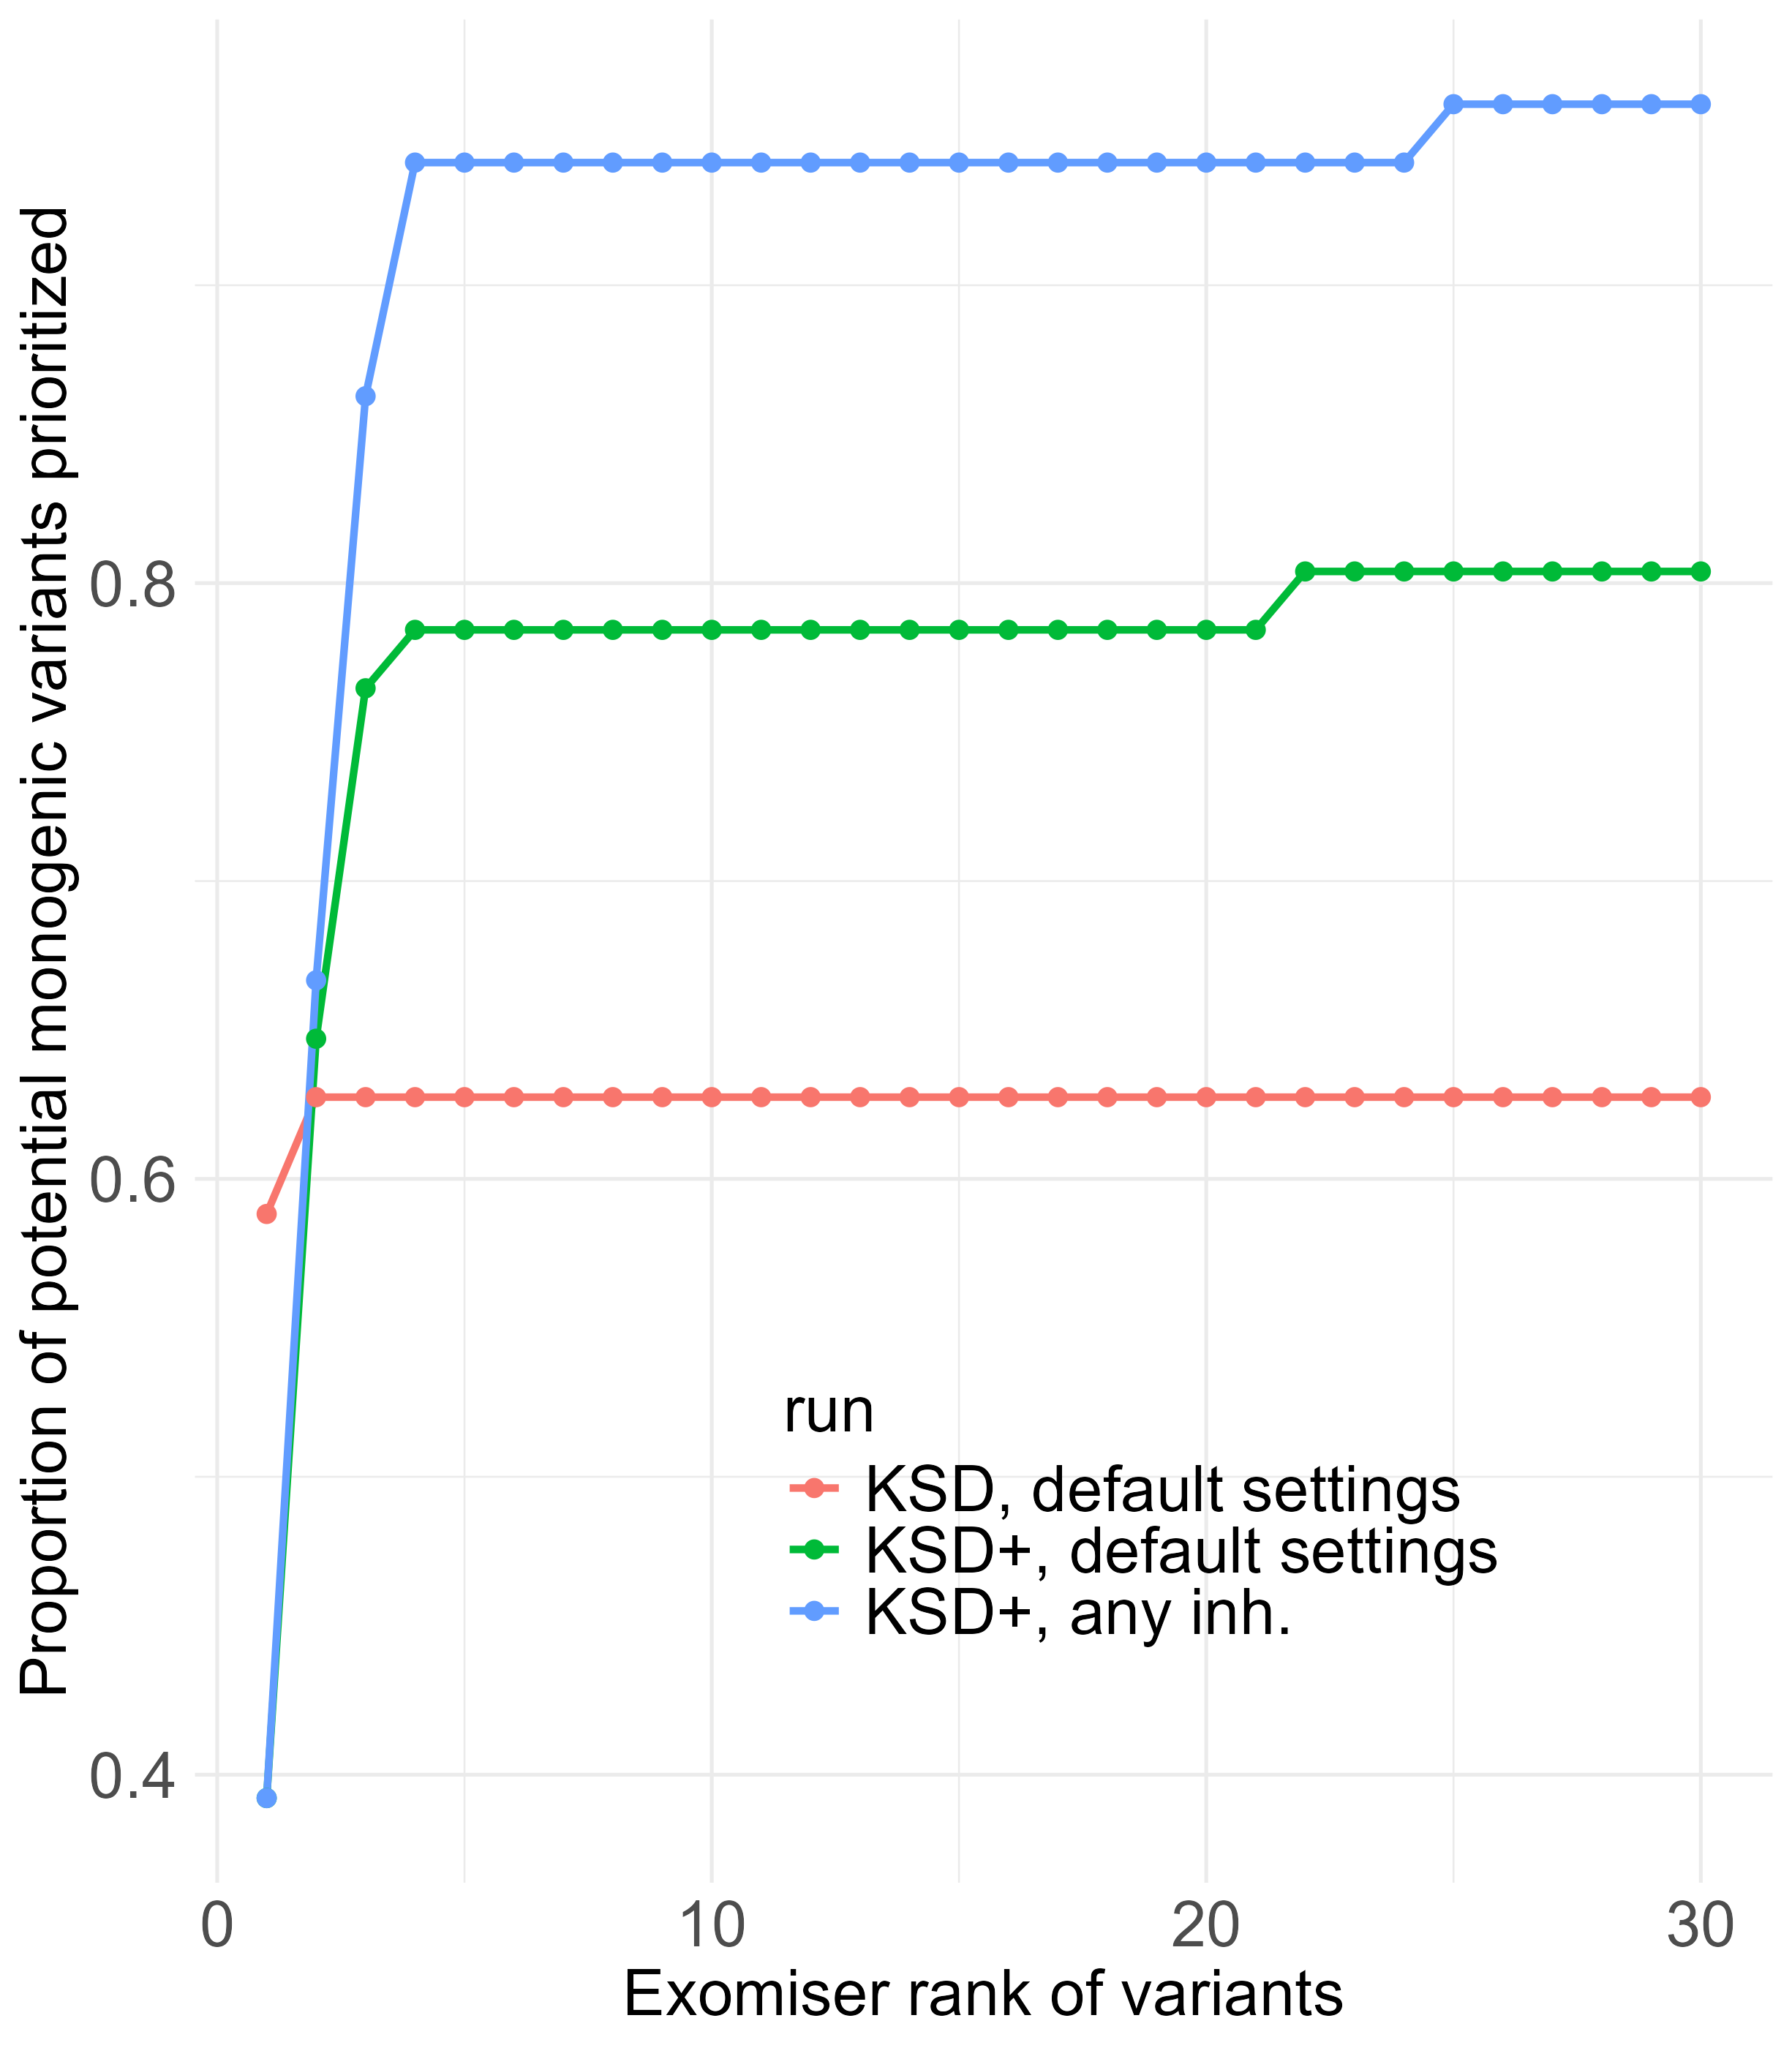 Proportion of potential monogenic variants prioritized
0.8
0.6
0.4
run
KSD, default settings
KSD+, default settings
KSD+, any inh.
0 10 20 30
Exomiser rank of variants